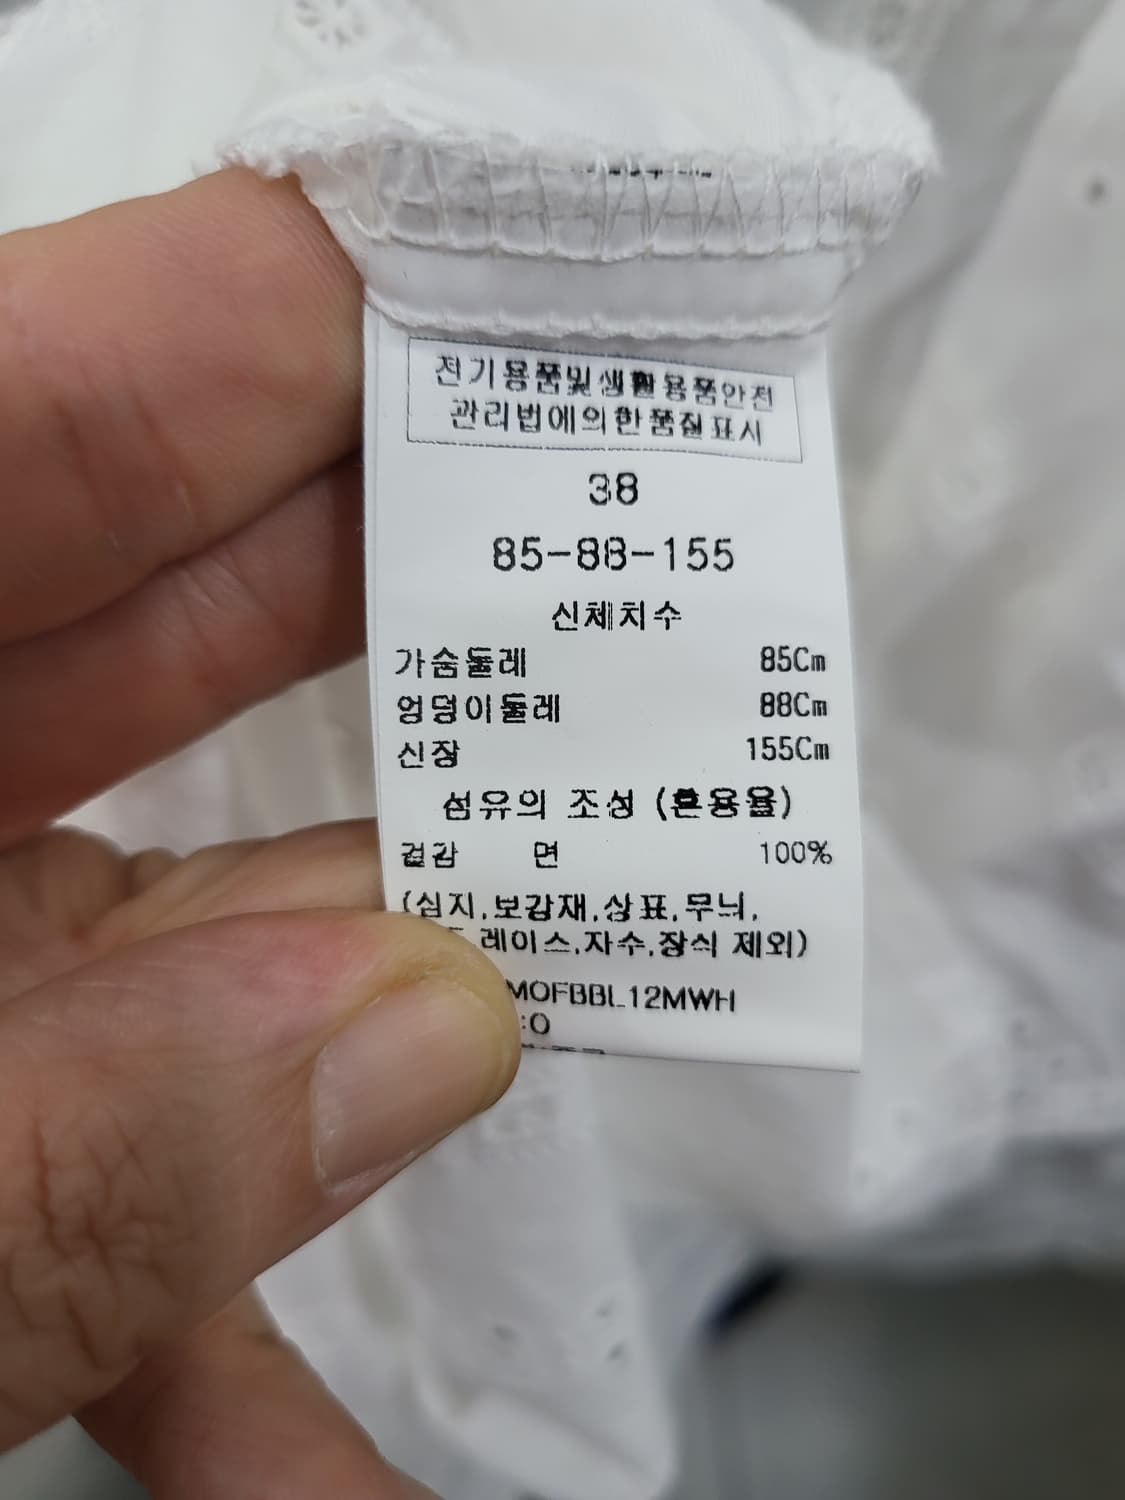 전기용품및생활용품안전
관리법에의한품질표시
38
85-88-155
신체치수
가슴둘레 85Cm
엉덩이둘레 88Cm
신장 155Cm
섬유의 조성 (혼용율)
겉감 면 100%
(심지,보강재,상표,무늬,
레이스,자수,장식 제외)
MOFBBL12MWH
:0